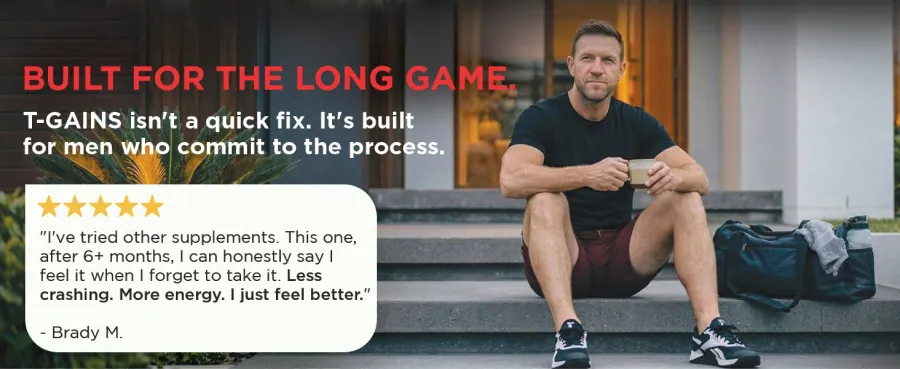 BUILT FOR THE LONG GAME.
T-GAINS isn't a quick fix. It's built
for men who commit to the process.
"I've tried other supplements. This one,
after 6+ months, I can honestly say I
feel it when I forget to take it. Less
crashing. More energy. I just feel better."
- Brady M.